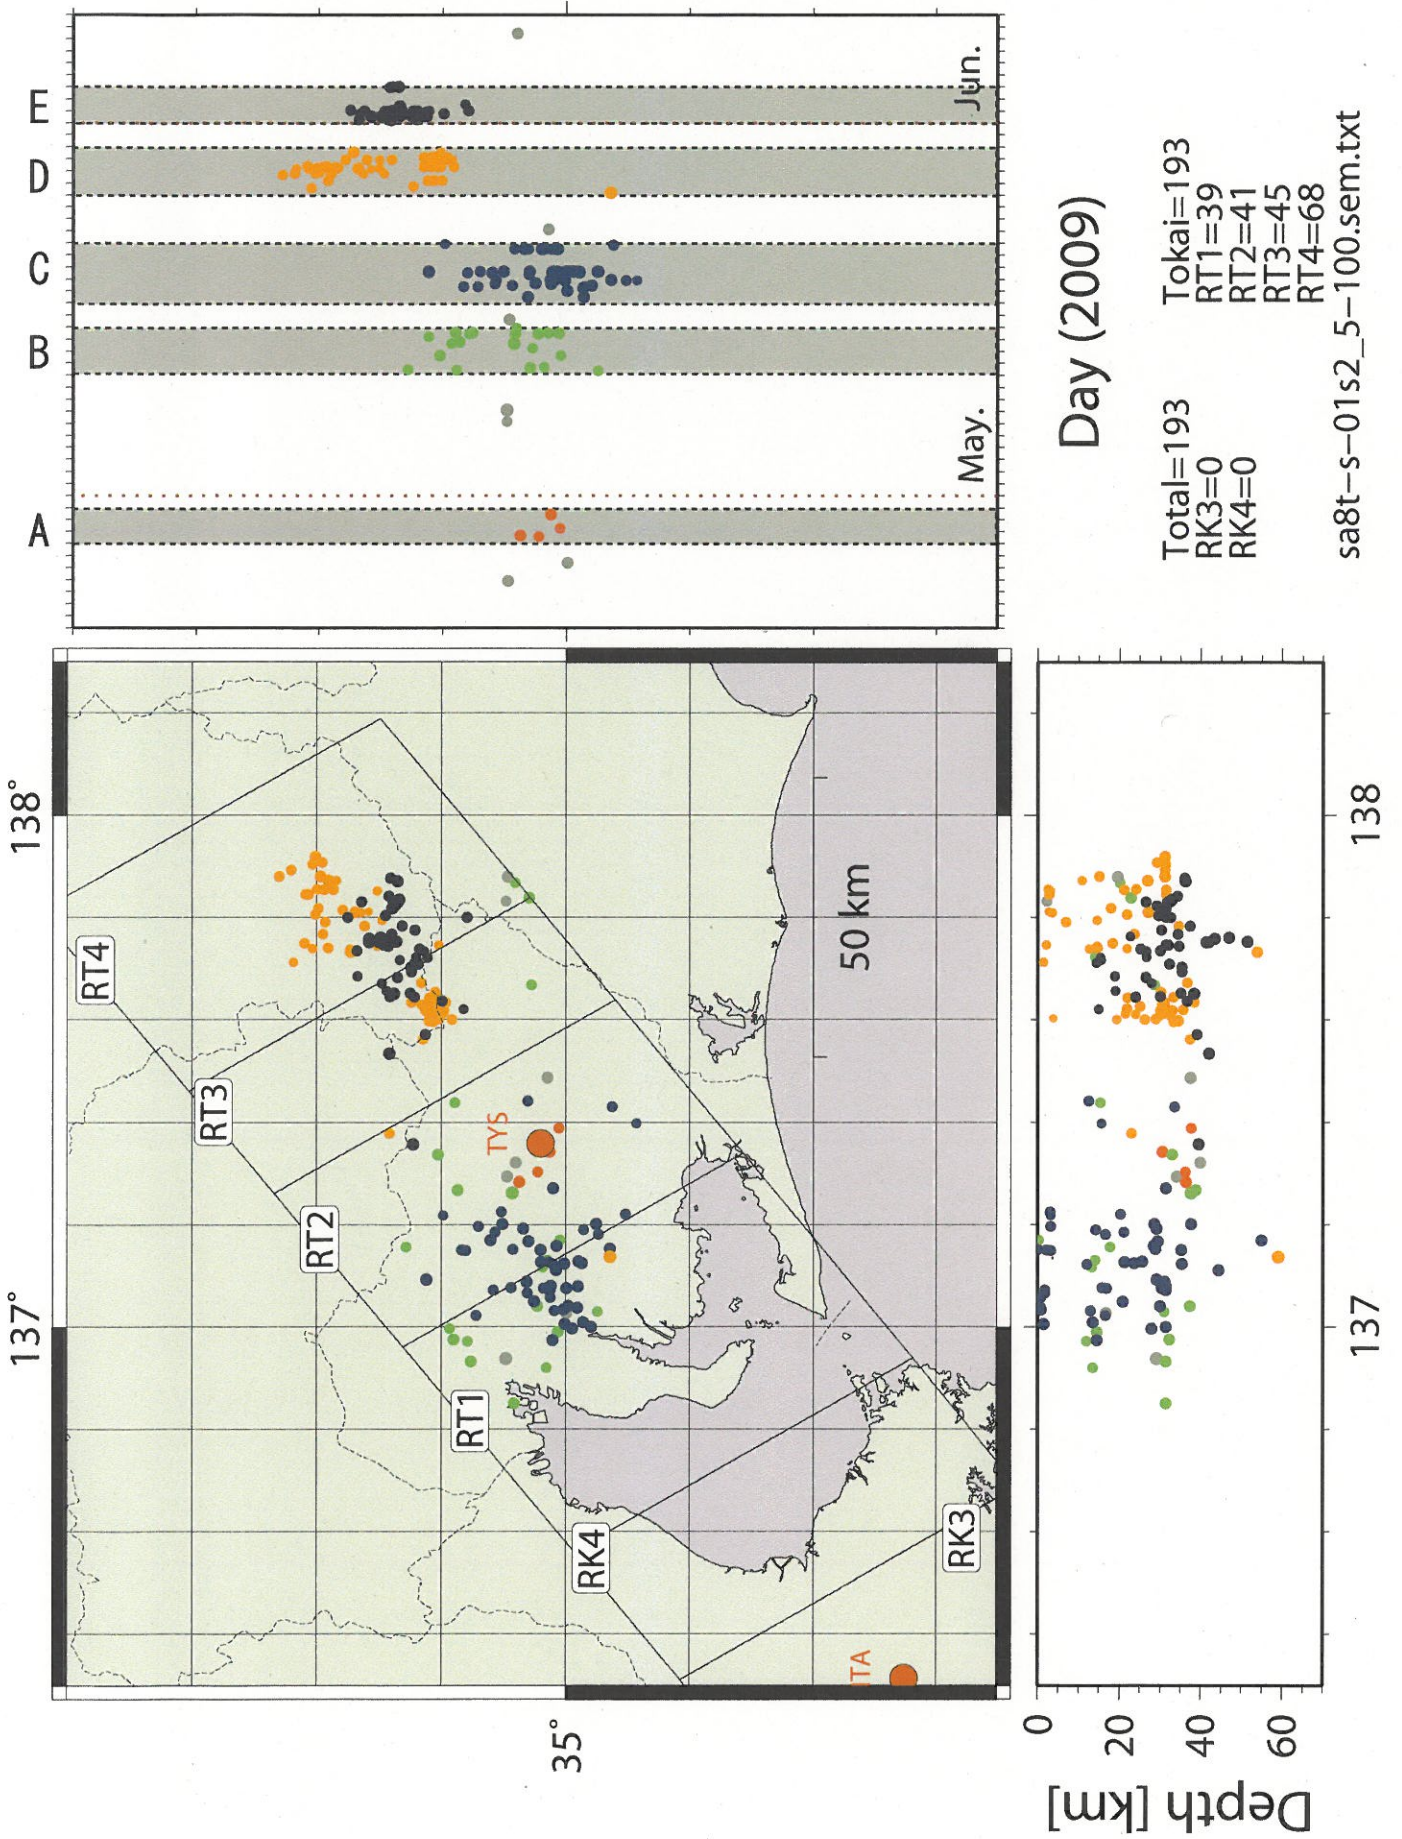 A
B
C
D
E
May.
Jun.
Day (2009)
137°
138°
35°
RT4
RT3
RT2
RT1
RK4
RK3
TYS
ITA
50 km
Total=193
RK3=0
RK4=0
Tokai=193
RT1=39
RT2=41
RT3=45
RT4=68
sa8t-s-01s2_5-100.sem.txt
0
20
40
60
Depth [km]
137
138